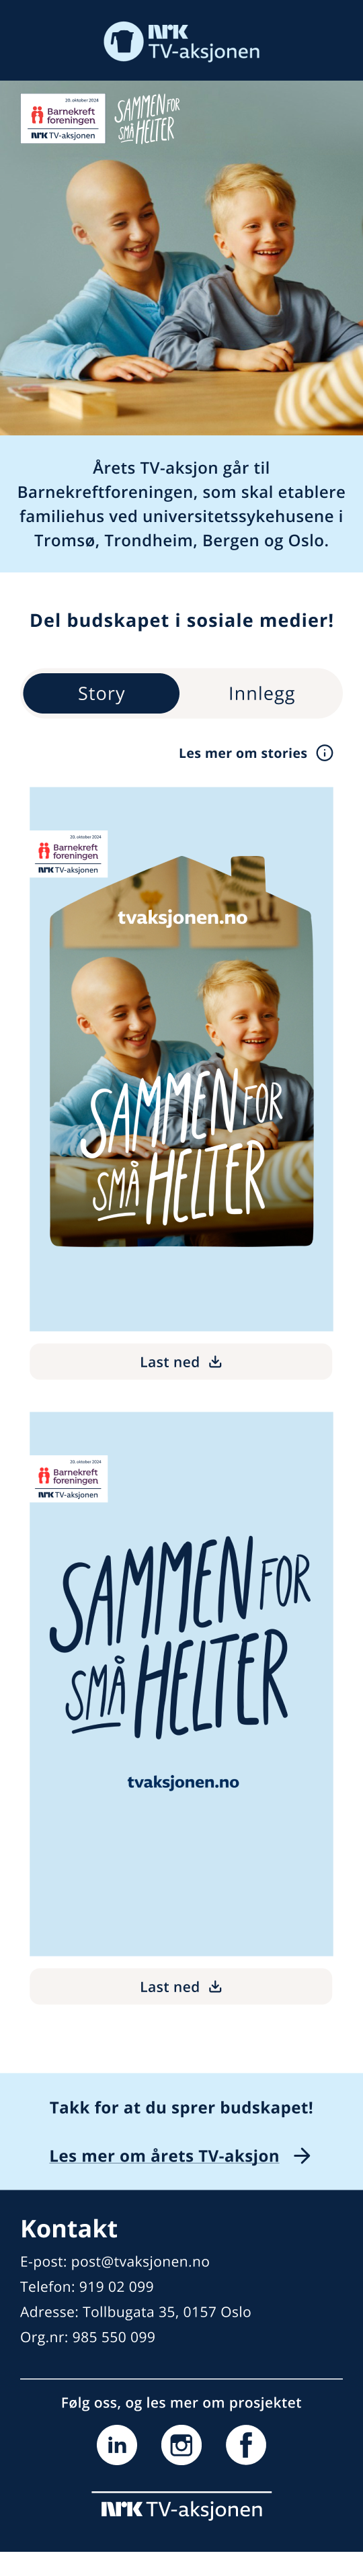 NRK
TV-aksjonen
20. oktober 2024
Barnekreft
foreningen
NRK TV-aksjonen
SAMMEN FOR
SMÅ HELTER
Årets TV-aksjon går til
Barnekreftforeningen, som skal etablere
familiehus ved universitetssykehusene i
Tromsø, Trondheim, Bergen og Oslo.
Del budskapet i sosiale medier!
Story
Innlegg
Les mer om stories
20. oktober 2024
Barnekreft
foreningen
NRK TV-aksjonen
tvaksjonen.no
SAMMEN FOR
SMÅ HELTER
Last ned
20. oktober 2024
Barnekreft
foreningen
NRK TV-aksjonen
SAMMEN FOR
SMÅ HELTER
tvaksjonen.no
Last ned
Takk for at du sprer budskapet!
Les mer om årets TV-aksjon
Kontakt
E-post: post@tvaksjonen.no
Telefon: 919 02 099
Adresse: Tollbugata 35, 0157 Oslo
Org.nr: 985 550 099
Følg oss, og les mer om prosjektet
in
f
NRK TV-aksjonen